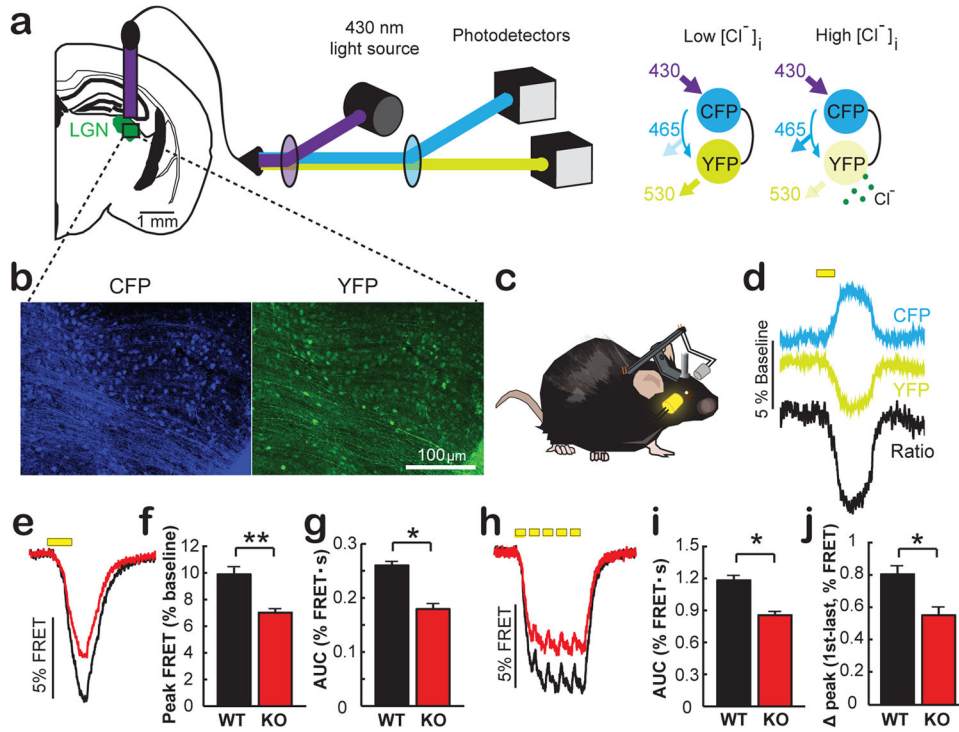 a
430 nm
light source
Photodetectors
Low [Cl⁻]ᵢ
High [Cl⁻]ᵢ
LGN
1 mm
430
CFP
465
YFP
530
430
CFP
465
YFP
530
Cl⁻
b
CFP
YFP
100 µm
c
d
CFP
YFP
Ratio
5 % Baseline
e
5% FRET
f
Peak FRET (% baseline)
12
10
8
6
4
2
0
**
WT
KO
g
AUC (% FRET· s)
0.3
0.2
0.1
0
*
WT
KO
h
5% FRET
i
AUC (% FRET· s)
1.5
1.2
0.9
0.6
0.3
0
*
WT
KO
j
Δ peak (1st-last, % FRET)
1
0.8
0.6
0.4
0.2
0
*
WT
KO